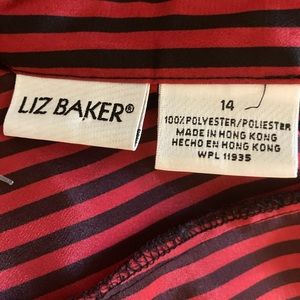 LIZ BAKER®
14
100% POLYESTER/POLIESTER
MADE IN HONG KONG
HECHO EN HONG KONG
WPL 11935